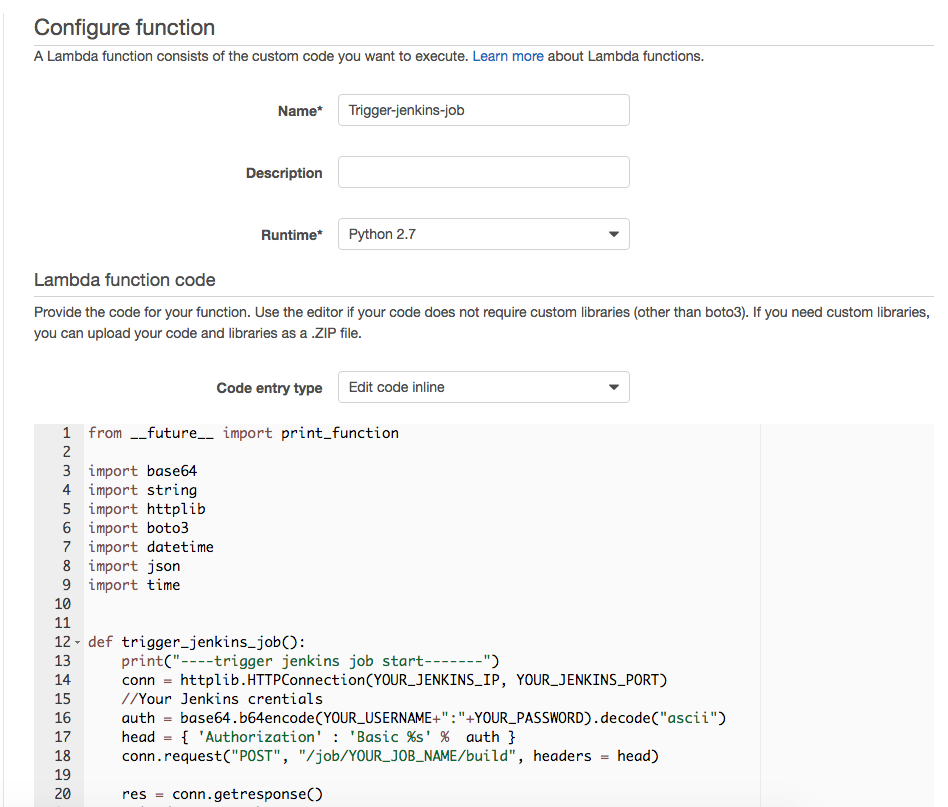 Configure function
A Lambda function consists of the custom code you want to execute. Learn more about Lambda functions.
Name* Trigger-jenkins-job
Description
Runtime* Python 2.7
Lambda function code
Provide the code for your function. Use the editor if your code does not require custom libraries (other than boto3). If you need custom libraries,
you can upload your code and libraries as a .ZIP file.
Code entry type Edit code inline
1 from __future__ import print_function
2
3 import base64
4 import string
5 import httplib
6 import boto3
7 import datetime
8 import json
9 import time
10
11
12 def trigger_jenkins_job():
13     print("----trigger jenkins job start-------")
14     conn = httplib.HTTPConnection(YOUR_JENKINS_IP, YOUR_JENKINS_PORT)
15     //Your Jenkins crentials
16     auth = base64.b64encode(YOUR_USERNAME+":"+YOUR_PASSWORD).decode("ascii")
17     head = { 'Authorization' : 'Basic %s' %  auth }
18     conn.request("POST", "/job/YOUR_JOB_NAME/build", headers = head)
19
20     res = conn.getresponse()